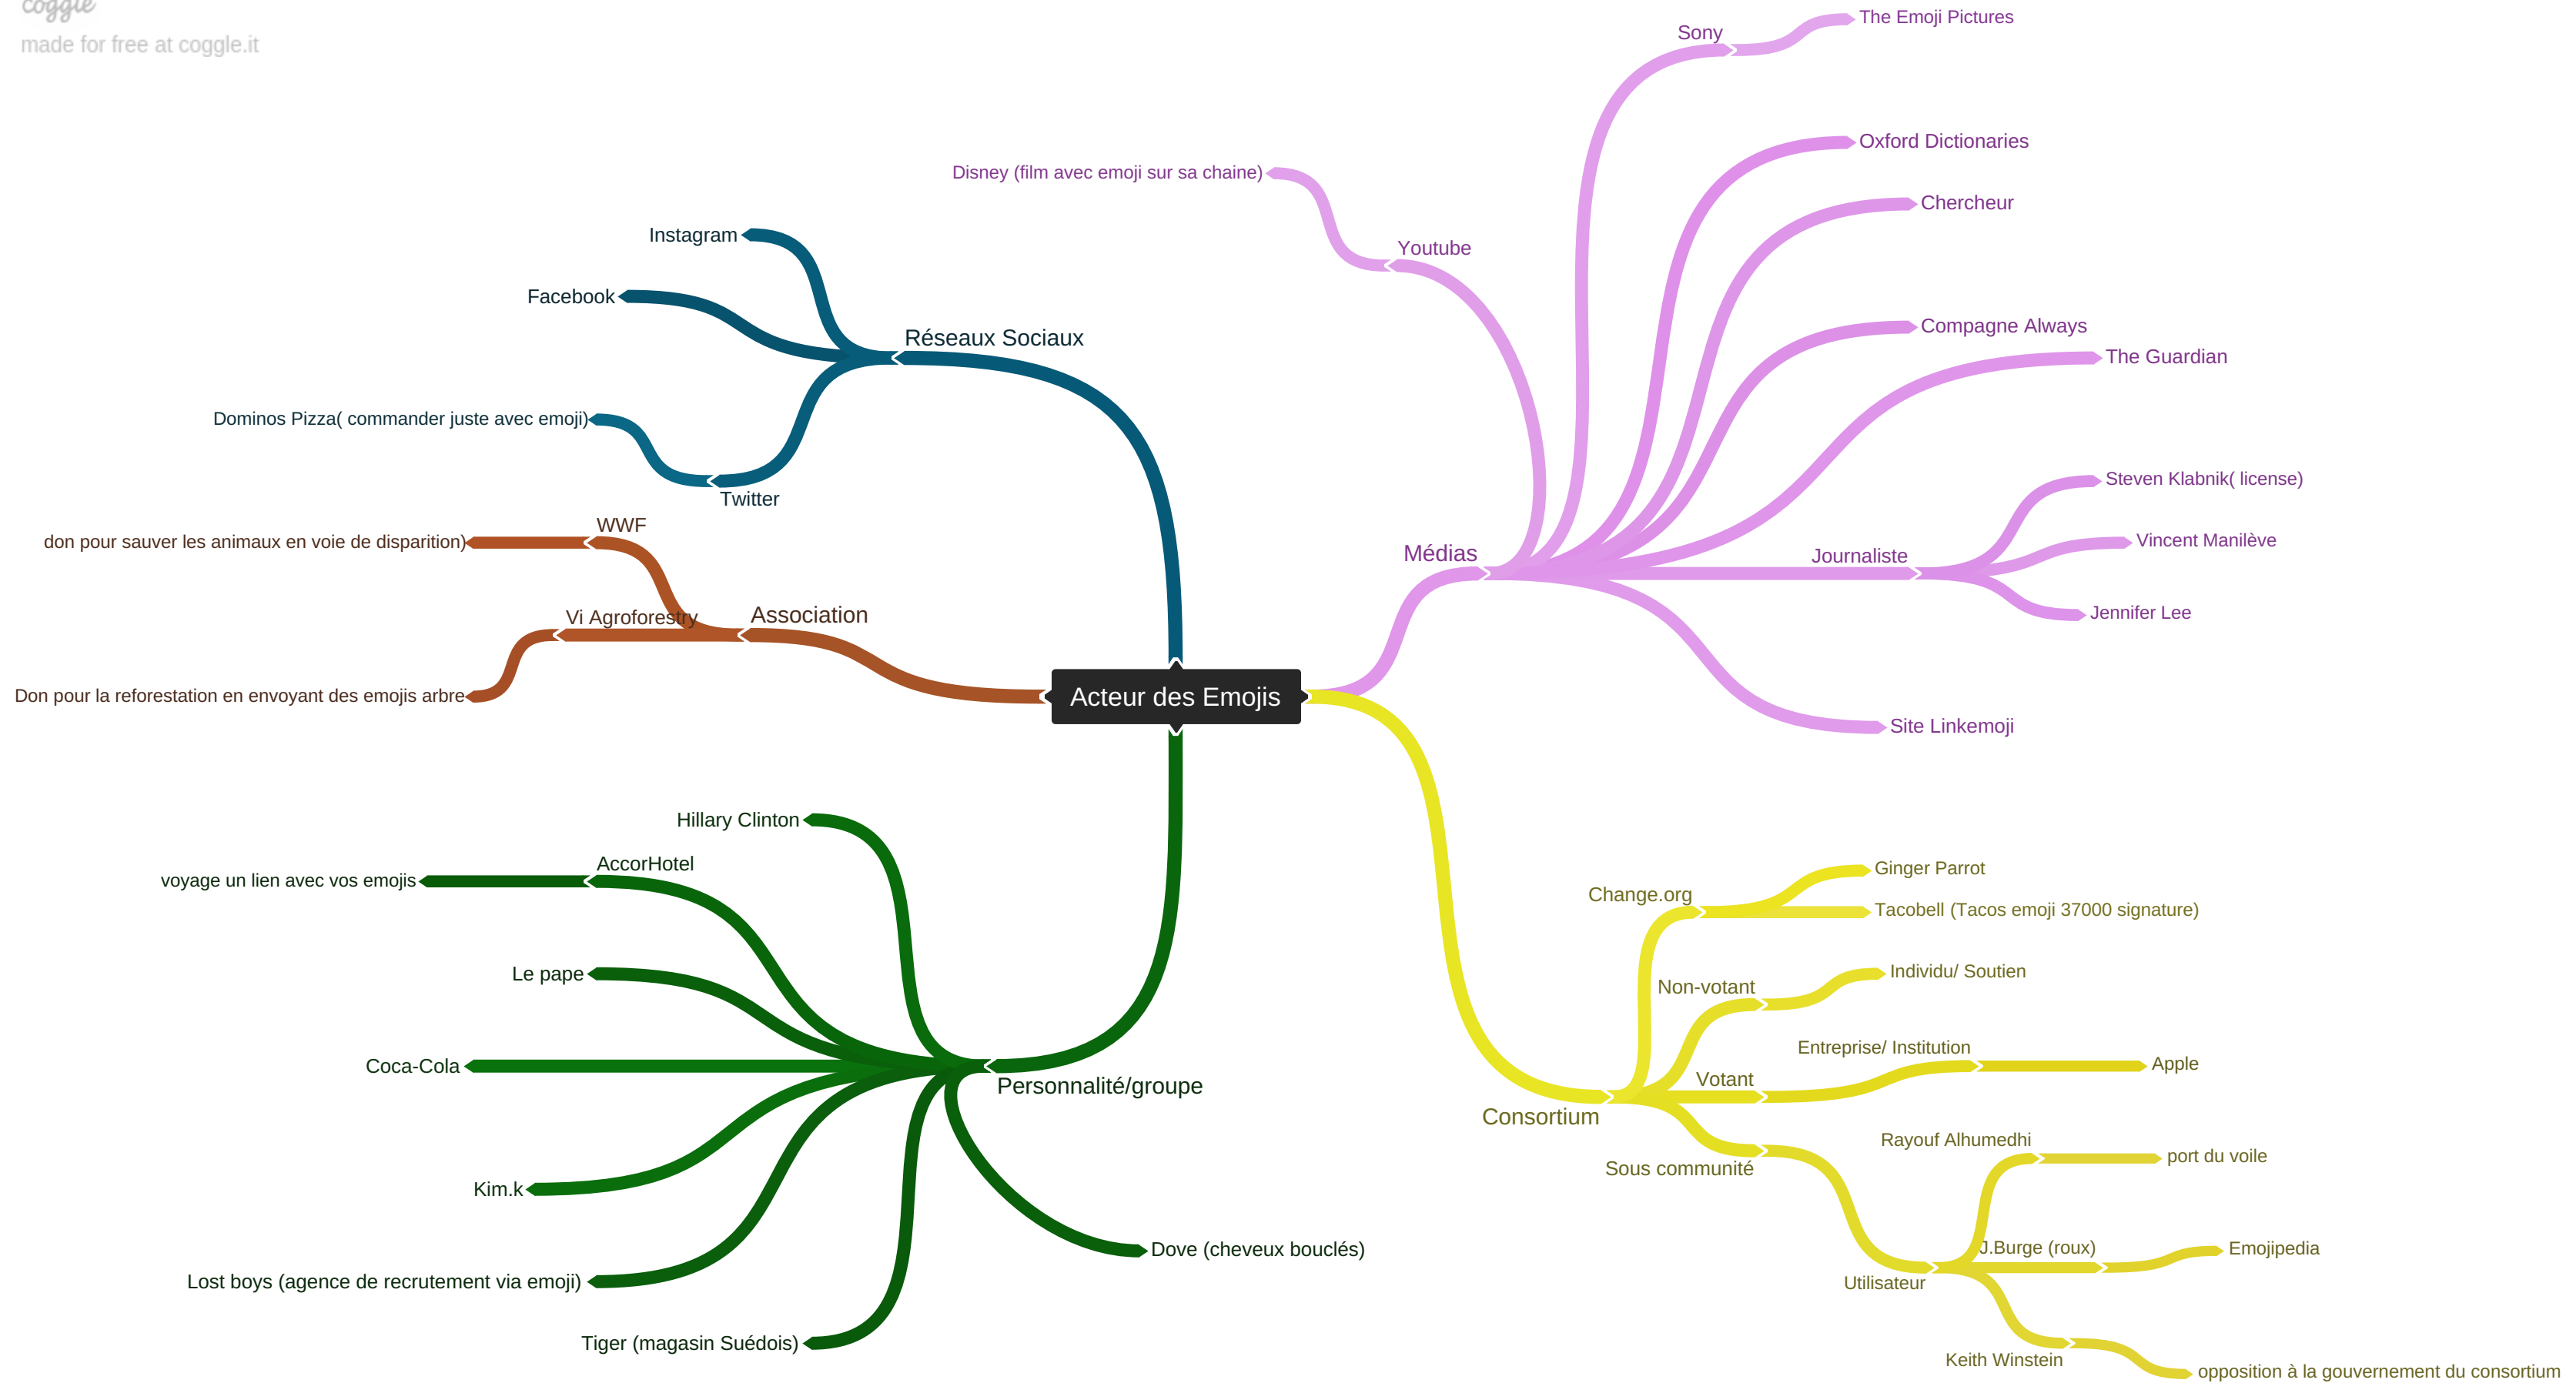 coggle
made for free at coggle.it
Acteur des Emojis
Réseaux Sociaux
Instagram
Facebook
Twitter
Dominos Pizza( commander juste avec emoji)
Association
WWF
don pour sauver les animaux en voie de disparition)
Vi Agroforestry
Don pour la reforestation en envoyant des emojis arbre
Personnalité/groupe
Hillary Clinton
AccorHotel
voyage un lien avec vos emojis
Le pape
Coca-Cola
Kim.k
Lost boys (agence de recrutement via emoji)
Tiger (magasin Suédois)
Dove (cheveux bouclés)
Médias
Youtube
Disney (film avec emoji sur sa chaine)
Sony
The Emoji Pictures
Oxford Dictionaries
Chercheur
Compagne Always
The Guardian
Journaliste
Steven Klabnik( license)
Vincent Manilève
Jennifer Lee
Site Linkemoji
Consortium
Change.org
Ginger Parrot
Tacobell (Tacos emoji 37000 signature)
Non-votant
Individu/ Soutien
Votant
Entreprise/ Institution
Apple
Sous communité
Utilisateur
Rayouf Alhumedhi
port du voile
J.Burge (roux)
Emojipedia
Keith Winstein
opposition à la gouvernement du consortium